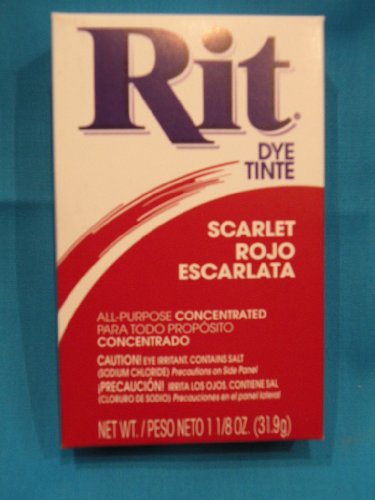 Rit®
DYE
TINTE
SCARLET
ROJO
ESCARLATA
ALL-PURPOSE CONCENTRATED
PARA TODO PROPÓSITO
CONCENTRADO
CAUTION! EYE IRRITANT. CONTAINS SALT
(SODIUM CHLORIDE) Precautions on Side Panel
¡PRECAUCIÓN! IRRITA LOS OJOS. CONTIENE SAL
(CLORURO DE SODIO) Precauciones en el panel lateral
NET WT. / PESO NETO 1 1/8 OZ. (31.9g)